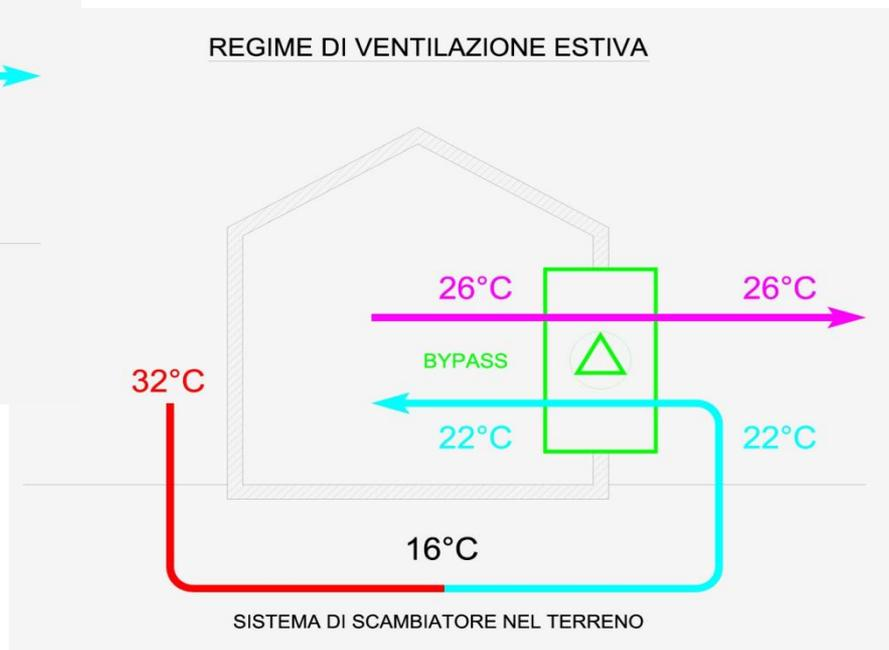 REGIME DI VENTILAZIONE ESTIVA
26°C 26°C
BYPASS
32°C
22°C 22°C
16°C
SISTEMA DI SCAMBIATORE NEL TERRENO